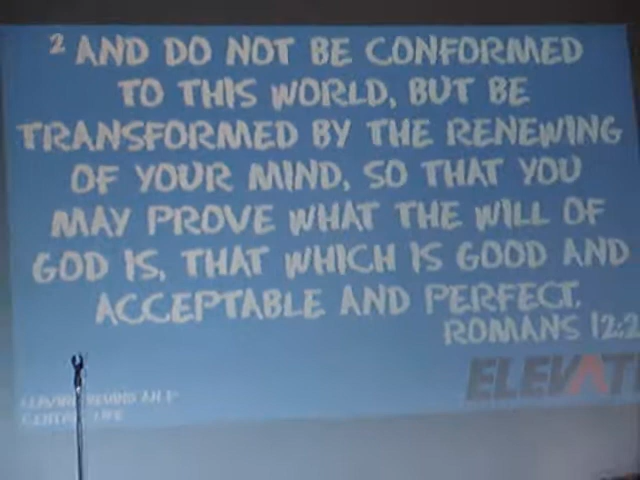 2 AND DO NOT BE CONFORMED
TO THIS WORLD, BUT BE
TRANSFORMED BY THE RENEWING
OF YOUR MIND, SO THAT YOU
MAY PROVE WHAT THE WILL OF
GOD IS, THAT WHICH IS GOOD AND
ACCEPTABLE AND PERFECT.
ROMANS 12:2
ELEVAT
LIFE